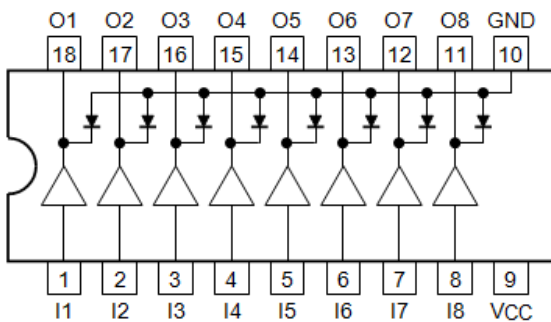 O1 O2 O3 O4 O5 O6 O7 O8 GND
18 17 16 15 14 13 12 11 10
1 2 3 4 5 6 7 8 9
I1 I2 I3 I4 I5 I6 I7 I8 VCC